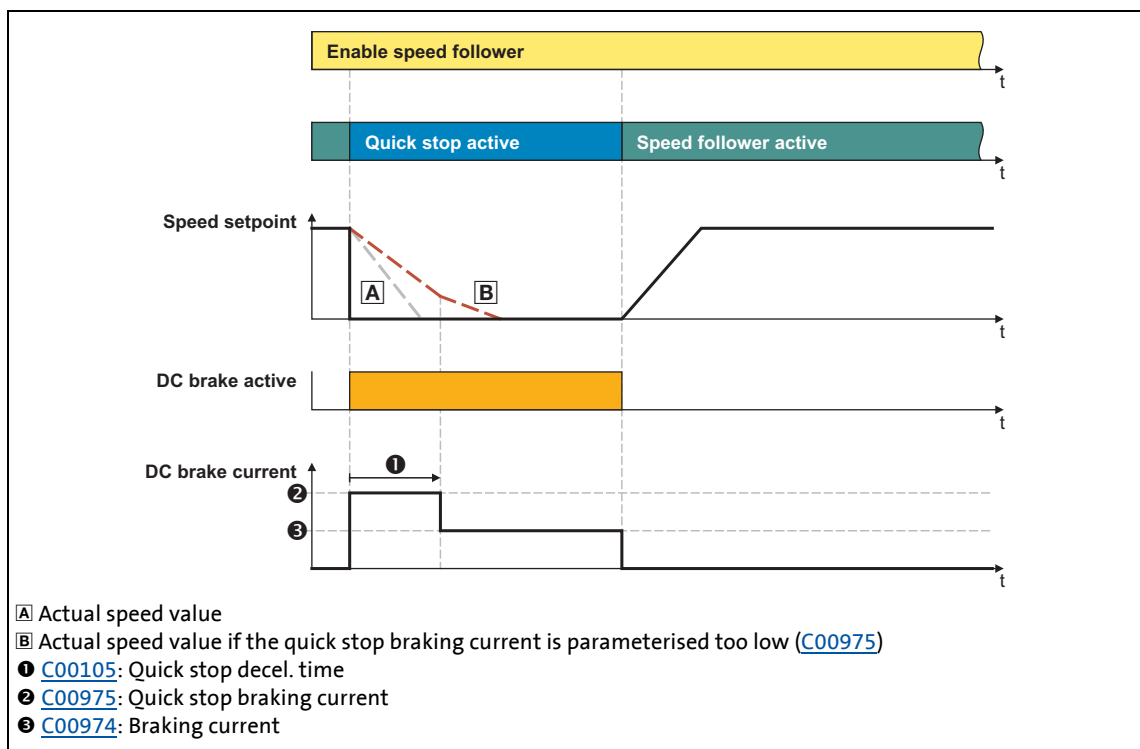 Enable speed follower
t
Quick stop active Speed follower active
t
Speed setpoint
A B
t
DC brake active
t
DC brake current
❶
❷
❸
t
A Actual speed value
B Actual speed value if the quick stop braking current is parameterised too low (C00975)
❶ C00105: Quick stop decel. time
❷ C00975: Quick stop braking current
❸ C00974: Braking current